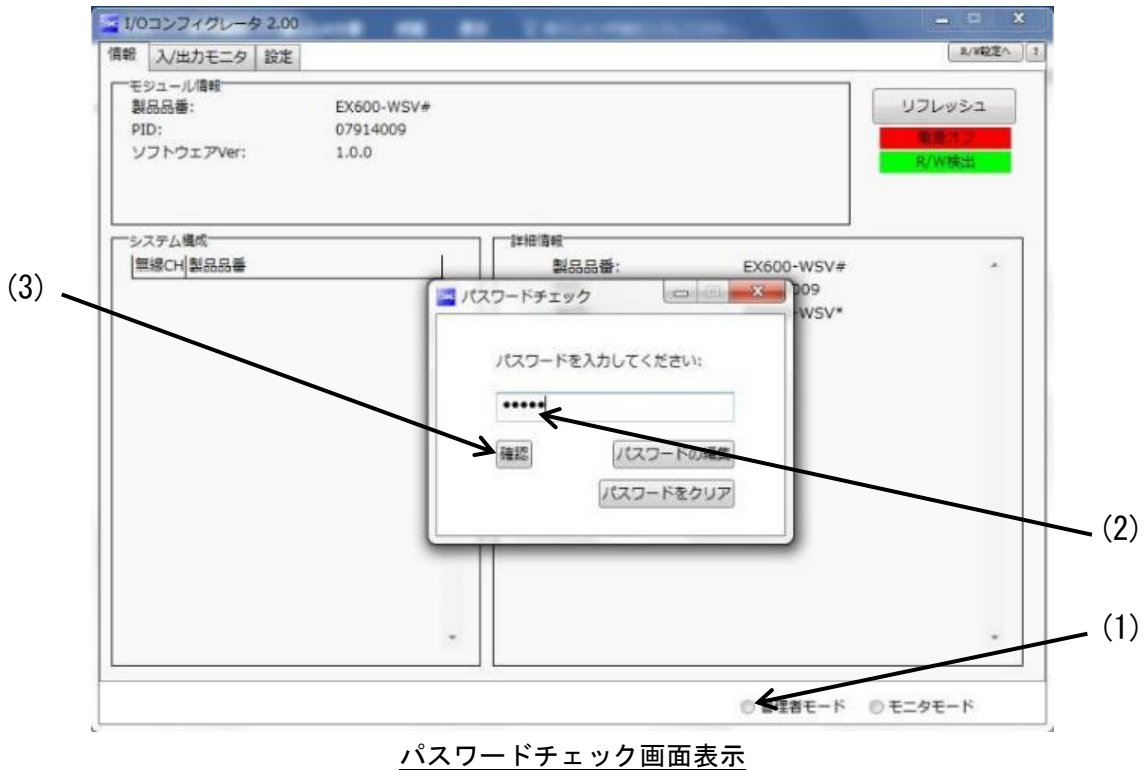 I/Oコンフィグレータ 2.00
情報 入/出力モニタ 設定 R/W設定へ ?
モジュール情報
製品品番: EX600-WSV#
PID: 07914009
ソフトウェアVer: 1.0.0
リフレッシュ
電源オフ
R/W検出
システム構成
無線CH 製品品番
詳細情報
製品品番: EX600-WSV#
009
-WSV*
パスワードチェック
パスワードを入力してください:
•••••
確認 パスワードの編集
パスワードをクリア
(3)
(2)
(1)
管理者モード モニタモード
パスワードチェック画面表示